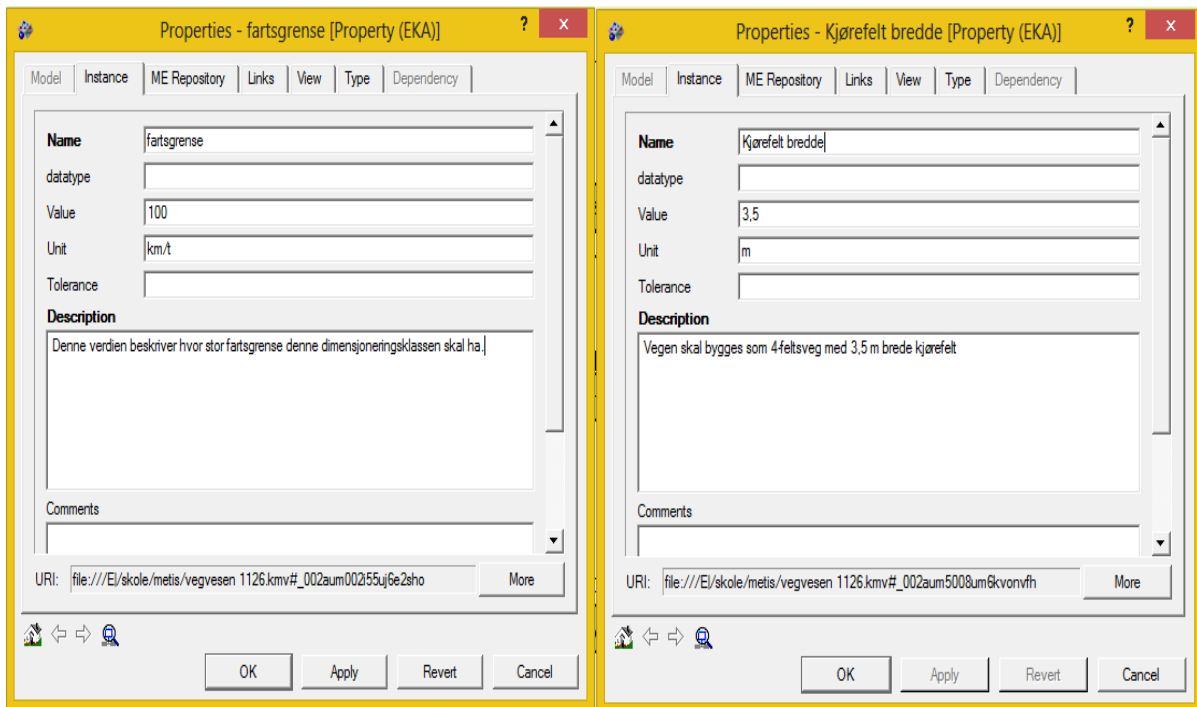 Properties - fartsgrense [Property (EKA)]
? x
Model Instance ME Repository Links View Type Dependency
Name fartsgrense
datatype
Value 100
Unit km/t
Tolerance
Description
Denne verdien beskriver hvor stor fartsgrense denne dimensjoneringsklassen skal ha.
Comments
URI: file:///E|/skole/metis/vegvesen 1126.kmv#_002aum002i55uj6e2sho More
OK Apply Revert Cancel
Properties - Kjørefelt bredde [Property (EKA)]
? x
Model Instance ME Repository Links View Type Dependency
Name Kjørefelt bredde
datatype
Value 3,5
Unit m
Tolerance
Description
Vegen skal bygges som 4-feltsveg med 3,5 m brede kjørefelt
Comments
URI: file:///E|/skole/metis/vegvesen 1126.kmv#_002aum5008um6kvonvfh More
OK Apply Revert Cancel